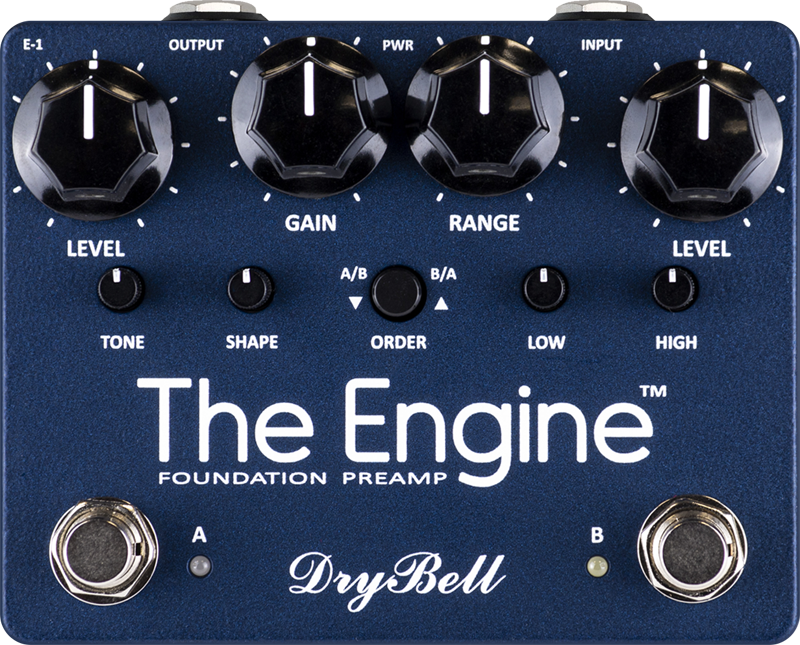 E-1 OUTPUT PWR INPUT
GAIN RANGE
LEVEL LEVEL
A/B B/A
▼ ▲
TONE SHAPE ORDER LOW HIGH
The Engine™
FOUNDATION PREAMP
A B
DryBell